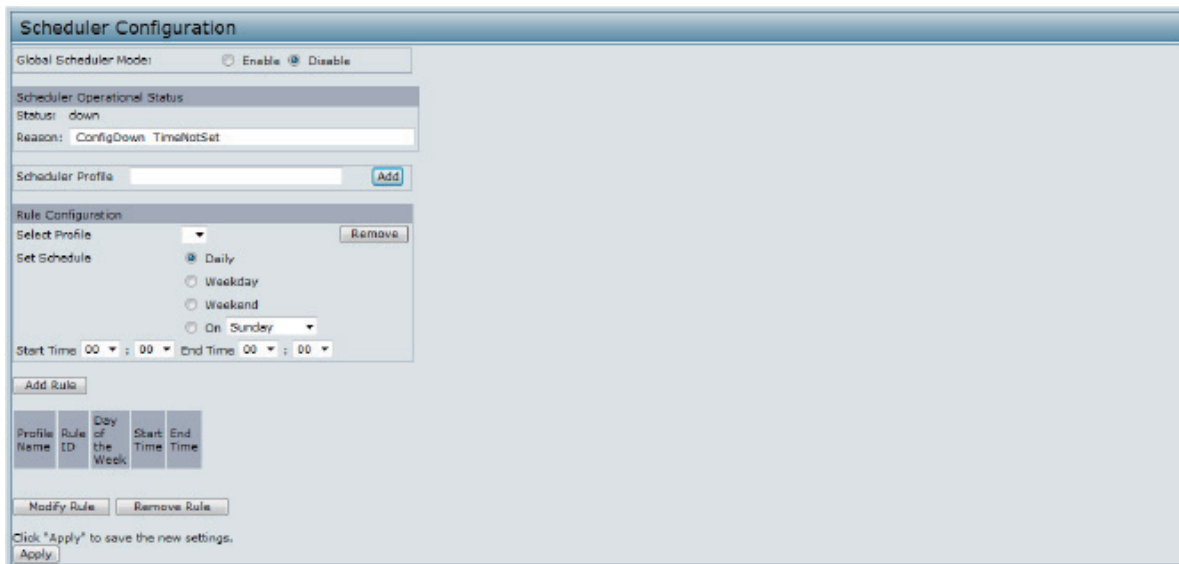 Scheduler Configuration
Global Scheduler Mode: Enable Disable
Scheduler Operational Status
Status: down
Reason: ConfigDown TimeNotSet
Scheduler Profile Add
Rule Configuration
Select Profile Remove
Set Schedule Daily
Weekday
Weekend
On Sunday
Start Time 00 : 00 End Time 00 : 00
Add Rule
Profile Name Rule ID Day of the Week Start Time End Time
Modify Rule Remove Rule
Click "Apply" to save the new settings.
Apply